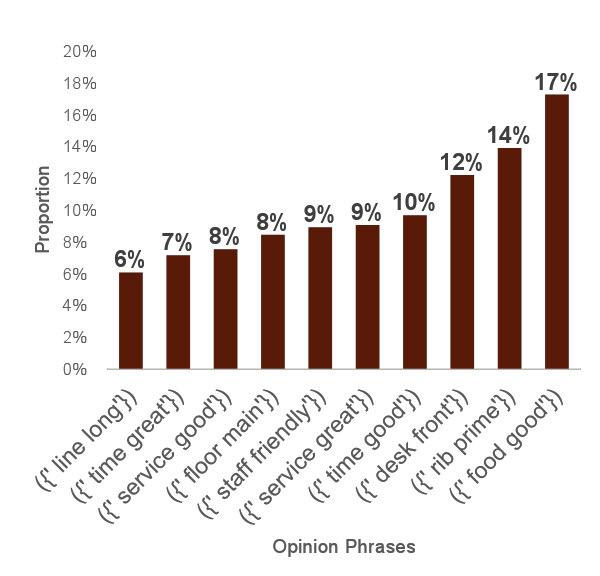 20%
18%
16%
14%
12%
10%
8%
6%
4%
2%
0%
Proportion
6%
7%
8%
8%
9%
9%
10%
12%
14%
17%
({' line long'})
({' time great'})
({' service good'})
({' floor main'})
({' staff friendly'})
({' service great'})
({' time good'})
({' desk front'})
({' rib prime'})
({' food good'})
Opinion Phrases